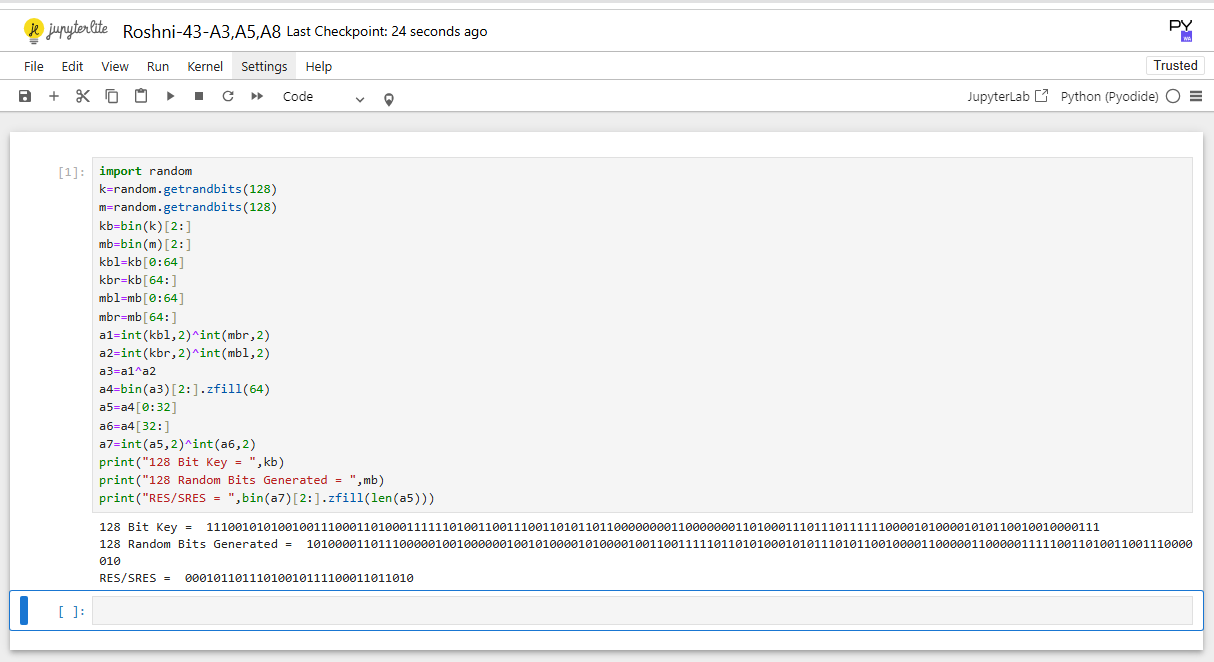 jupyterlite Roshni-43-A3,A5,A8 Last Checkpoint: 24 seconds ago PY
File Edit View Run Kernel Settings Help Trusted
Code JupyterLab Python (Pyodide)
[1]: import random
k=random.getrandbits(128)
m=random.getrandbits(128)
kb=bin(k)[2:]
mb=bin(m)[2:]
kbl=kb[0:64]
kbr=kb[64:]
mbl=mb[0:64]
mbr=mb[64:]
a1=int(kbl,2)^int(mbr,2)
a2=int(kbr,2)^int(mbl,2)
a3=a1^a2
a4=bin(a3)[2:].zfill(64)
a5=a4[0:32]
a6=a4[32:]
a7=int(a5,2)^int(a6,2)
print("128 Bit Key = ",kb)
print("128 Random Bits Generated = ",mb)
print("RES/SRES = ",bin(a7)[2:].zfill(len(a5)))
128 Bit Key =
128 Random Bits Generated =
010
RES/SRES = 00010110111010010111100011011010
[ ]: